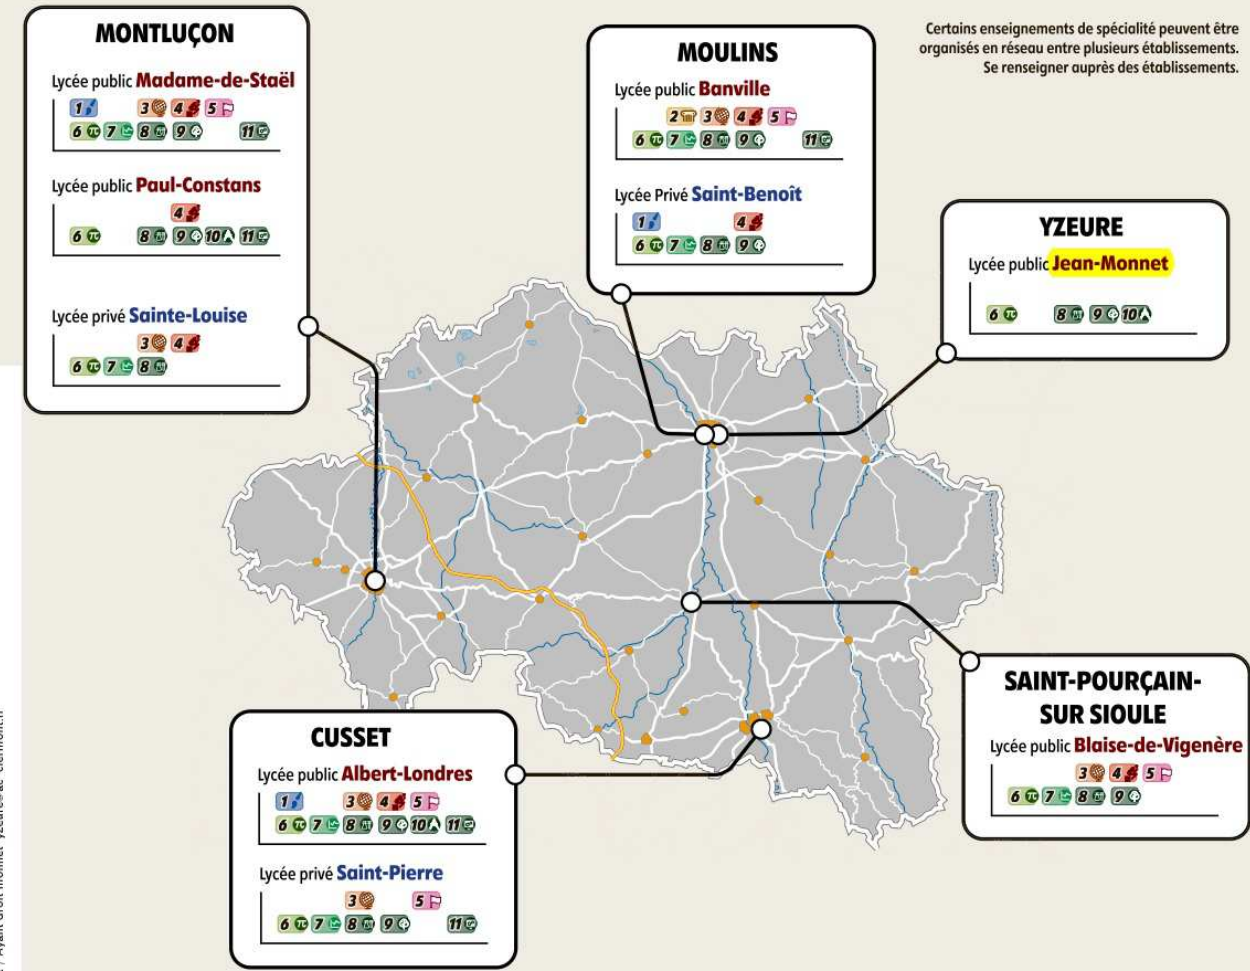 Certains enseignements de spécialité peuvent être
organisés en réseau entre plusieurs établissements.
Se renseigner auprès des établissements.
MONTLUÇON
Lycée public Madame-de-Staël
1 3 4 5
6 π 7 8 9 11
Lycée public Paul-Constans
4
6 π 8 9 10 11
Lycée privé Sainte-Louise
3 4
6 π 7 8
MOULINS
Lycée public Banville
2 3 4 5
6 π 7 8 9 11
Lycée Privé Saint-Benoît
1 4
6 π 7 8 9
YZEURE
Lycée public Jean-Monnet
6 π 8 9 10
CUSSET
Lycée public Albert-Londres
1 3 4 5
6 π 7 8 9 10 11
Lycée privé Saint-Pierre
3 5
6 π 7 8 9 11
SAINT-POURÇAIN-
SUR SIOULE
Lycée public Blaise-de-Vigenère
3 4 5
6 π 7 8 9